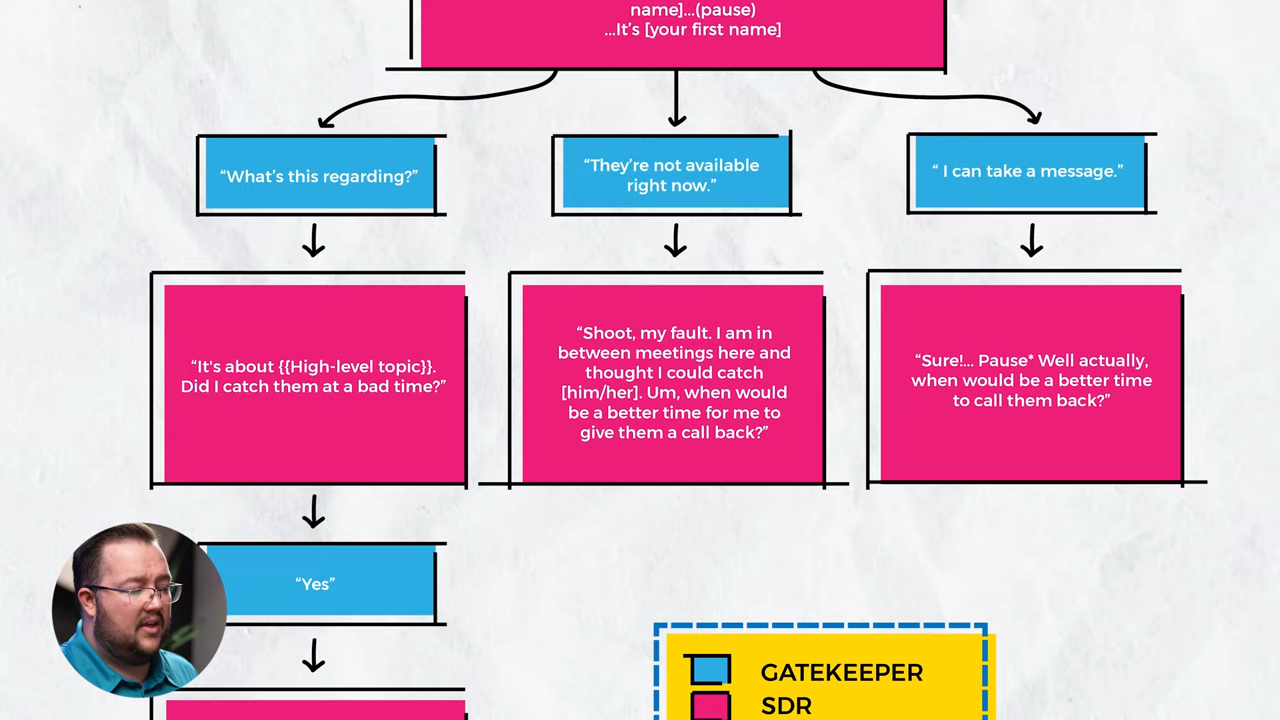 name]...(pause)
...It’s [your first name]
“What’s this regarding?”
“They’re not available
right now.”
“ I can take a message.”
“It's about {{High-level topic}}.
Did I catch them at a bad time?”
“Shoot, my fault. I am in
between meetings here and
thought I could catch
[him/her]. Um, when would
be a better time for me to
give them a call back?”
“Sure!... Pause* Well actually,
when would be a better time
to call them back?”
“Yes”
GATEKEEPER
SDR